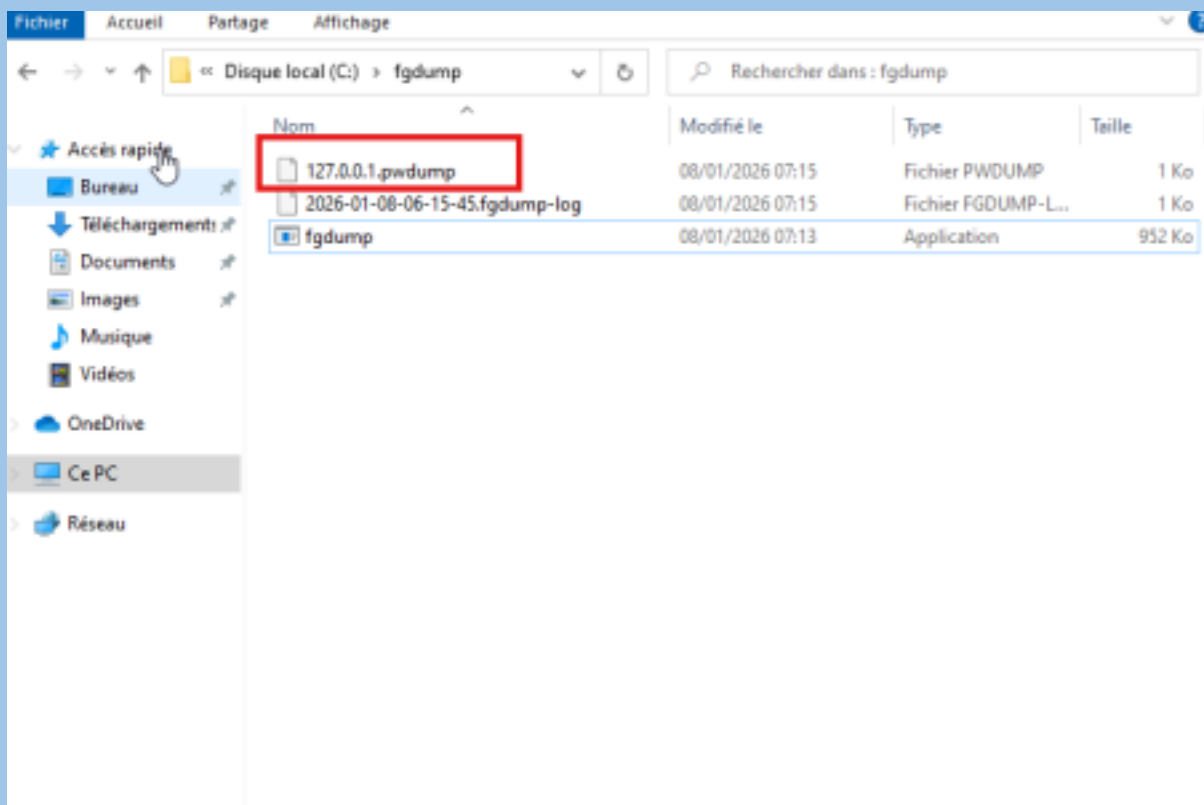 Fichier Accueil Partage Affichage
« Disque local (C:) › fgdump Rechercher dans : fgdump
Nom Modifié le Type Taille
Accès rapide
127.0.0.1.pwdump 08/01/2026 07:15 Fichier PWDUMP 1 Ko
Bureau
2026-01-08-06-15-45.fgdump-log 08/01/2026 07:15 Fichier FGDUMP-L... 1 Ko
Téléchargements
fgdump 08/01/2026 07:13 Application 952 Ko
Documents
Images
Musique
Vidéos
OneDrive
Ce PC
Réseau